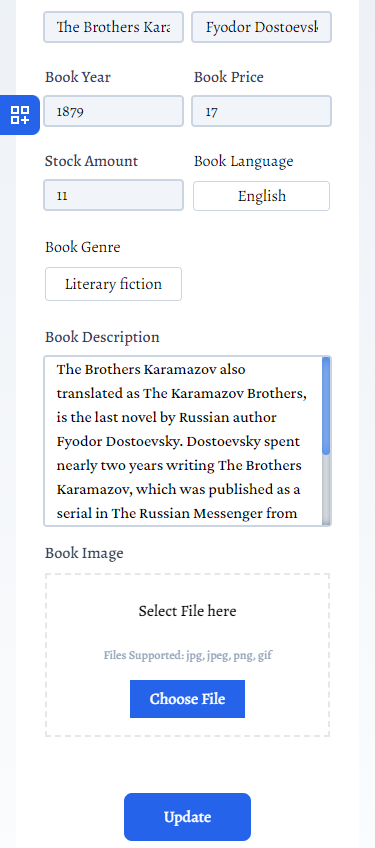 The Brothers Kara Fyodor Dostoevsk
Book Year Book Price
1879 17
Stock Amount Book Language
11 English
Book Genre
Literary fiction
Book Description
The Brothers Karamazov also
translated as The Karamazov Brothers,
is the last novel by Russian author
Fyodor Dostoevsky. Dostoevsky spent
nearly two years writing The Brothers
Karamazov, which was published as a
serial in The Russian Messenger from
Book Image
Select File here
Files Supported: jpg, jpeg, png, gif
Choose File
Update